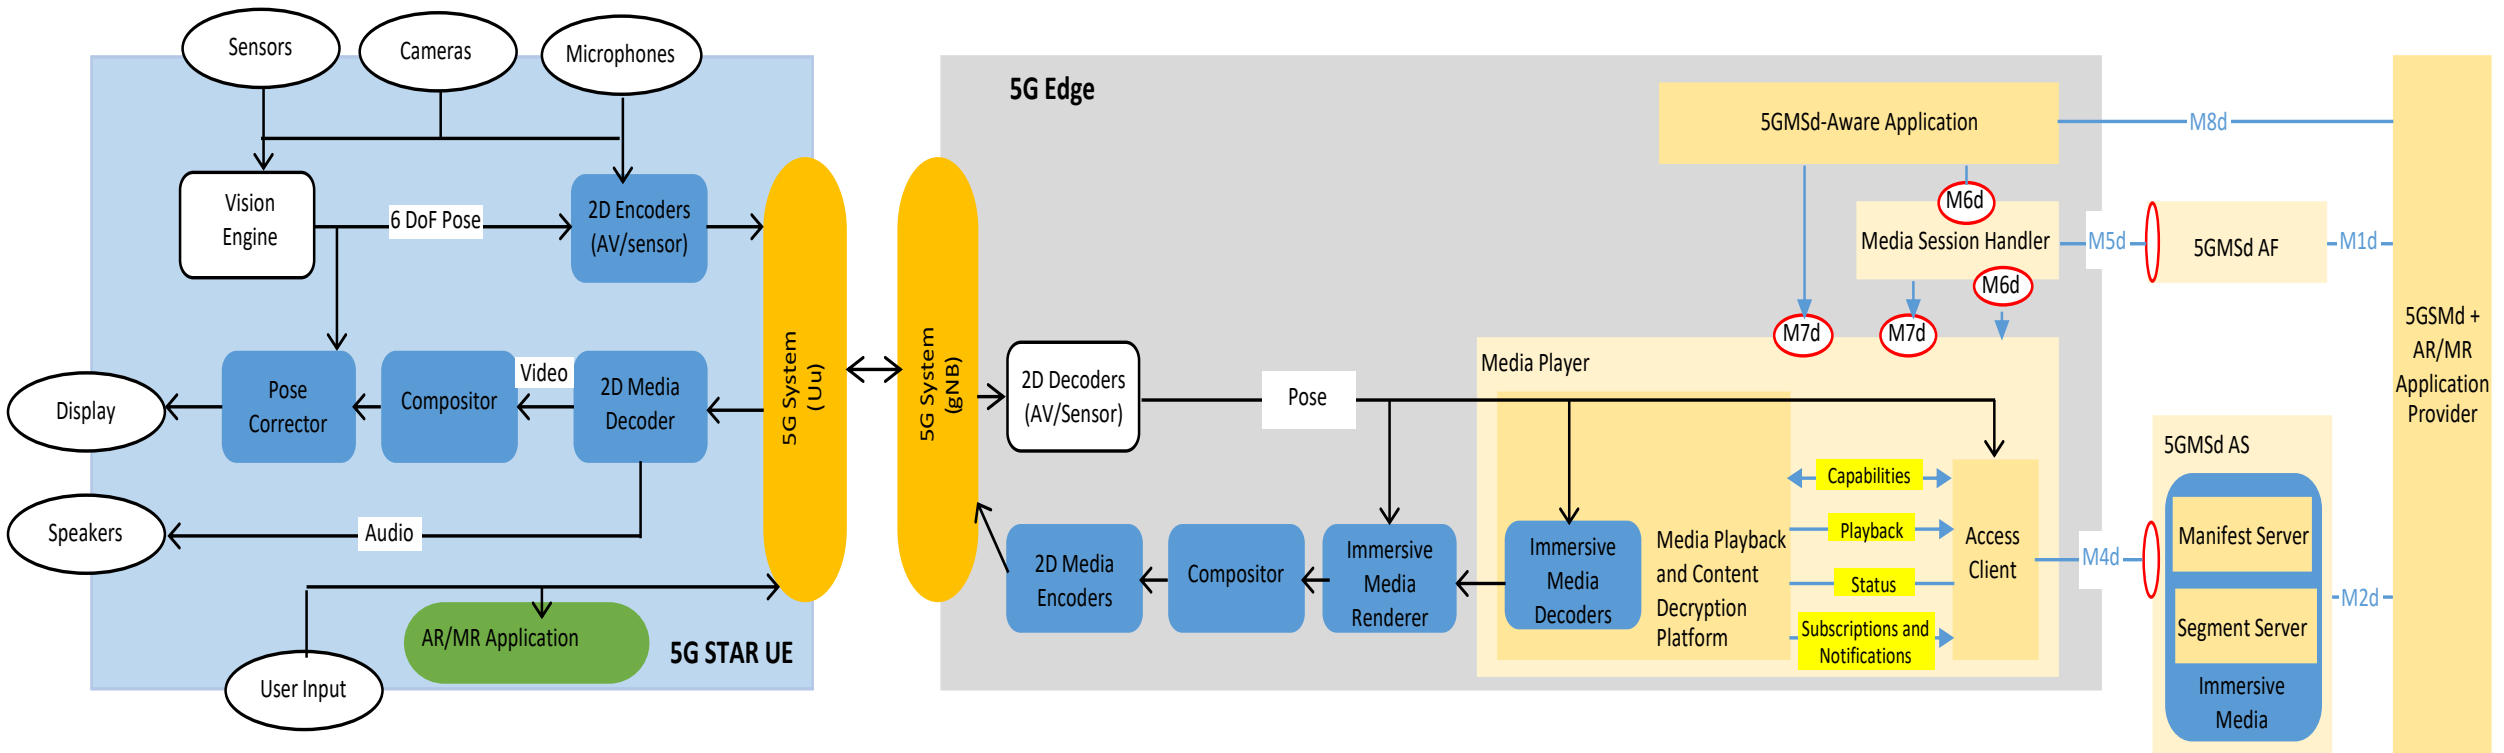 Sensors
Cameras
Microphones
Vision
Engine
6 DoF Pose
2D Encoders
(AV/sensor)
Display
Pose
Corrector
Compositor
Video
2D Media
Decoder
Speakers
Audio
AR/MR Application
5G STAR UE
User Input
5G System
(Uu)
5G System
(gNB)
5G Edge
2D Decoders
(AV/Sensor)
Pose
2D Media
Encoders
Compositor
Immersive
Media
Renderer
Media Player
Immersive
Media
Decoders
Media Playback
and Content
Decryption
Platform
Capabilities
Playback
Status
Subscriptions and
Notifications
Access
Client
5GMSd-Aware Application
M6d
Media Session Handler
M6d
M7d
M7d
M8d
M5d
5GMSd AF
M1d
M4d
5GMSd AS
Manifest Server
Segment Server
Immersive
Media
M2d
5GSMd +
AR/MR
Application
Provider